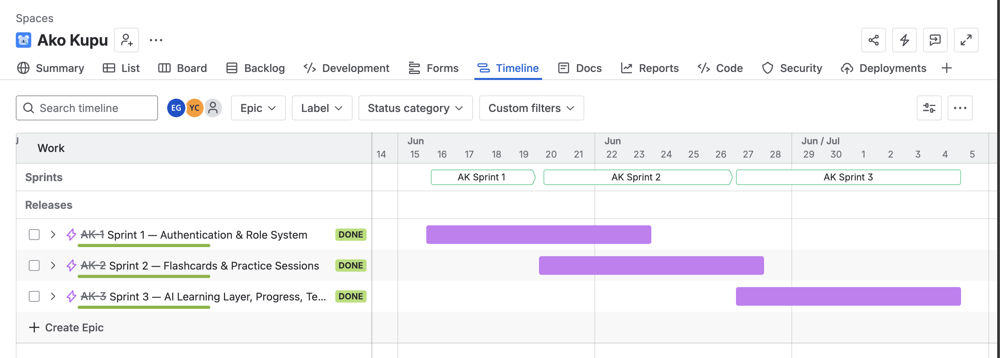 Spaces
Ako Kupu
Summary List Board Backlog Development Forms Timeline Docs Reports Code Security Deployments
Search timeline EG YC Epic Label Status category Custom filters
J Work Jun Jun Jun / Jul
14 15 16 17 18 19 20 21 22 23 24 25 26 27 28 29 30 1 2 3 4 5
Sprints AK Sprint 1 AK Sprint 2 AK Sprint 3
Releases
AK-1 Sprint 1 — Authentication & Role System DONE
AK-2 Sprint 2 — Flashcards & Practice Sessions DONE
AK-3 Sprint 3 — AI Learning Layer, Progress, Te... DONE
Create Epic